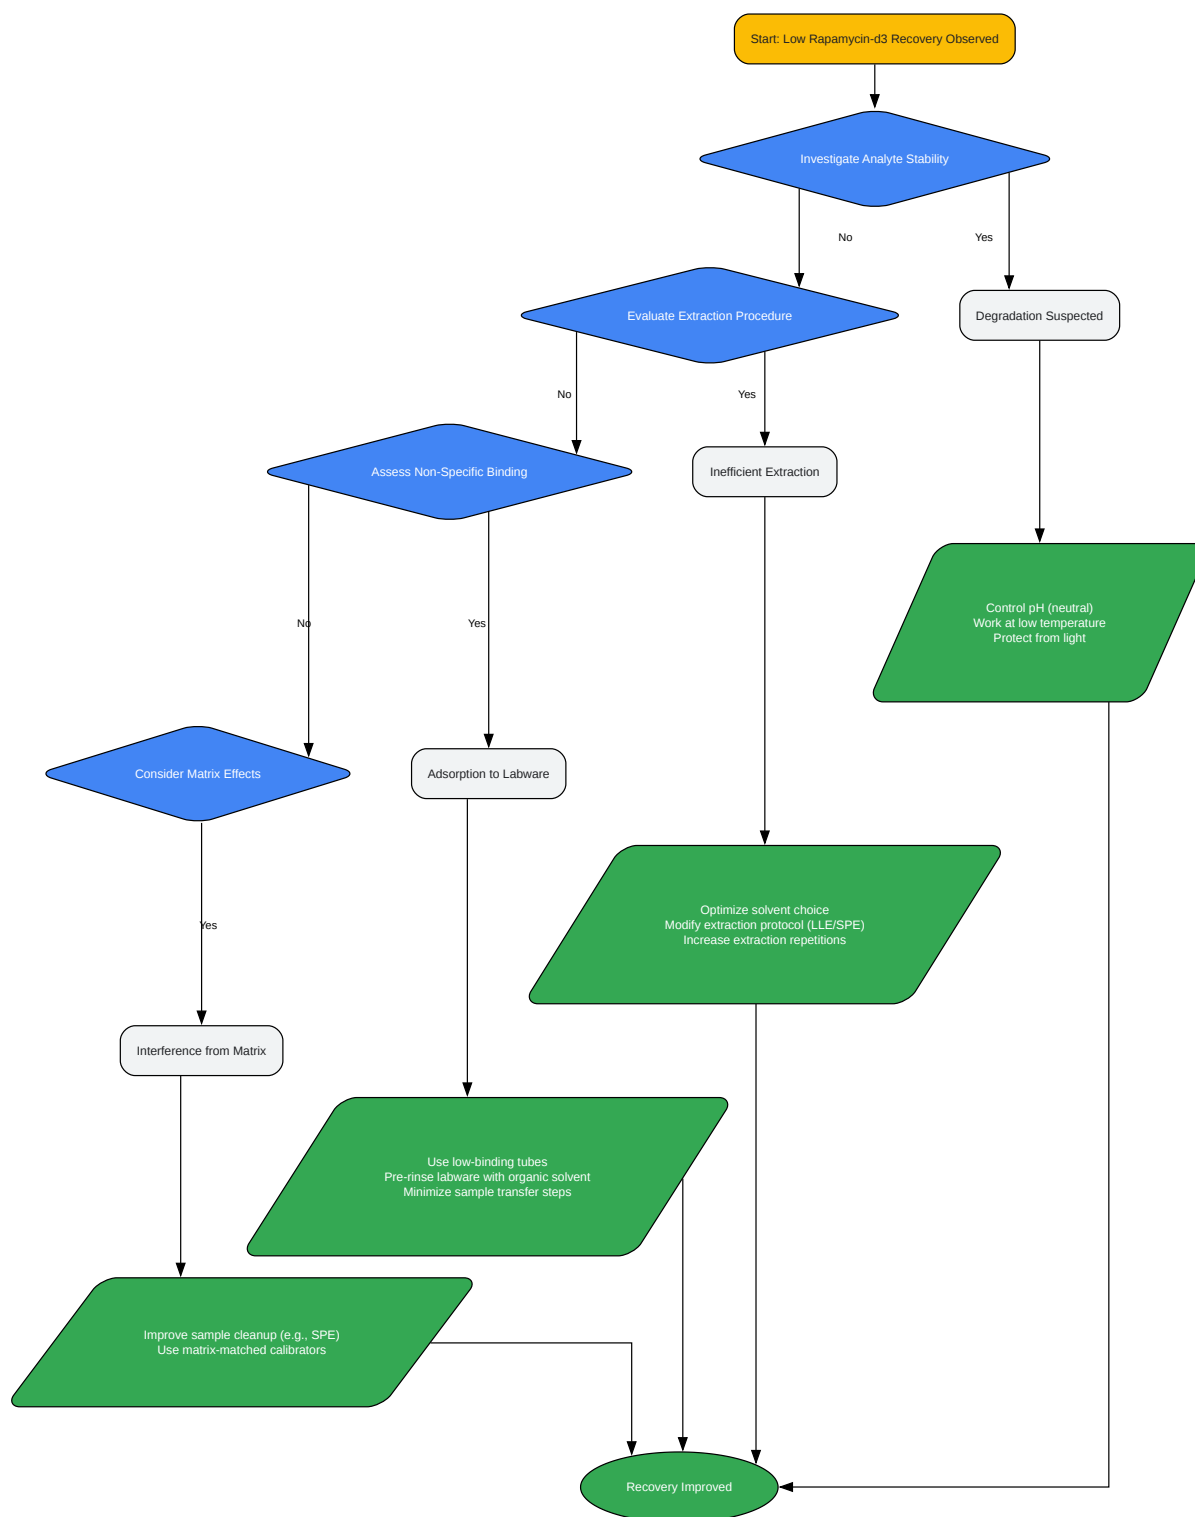 Start: Low Rapamycin-d3 Recovery Observed
Investigate Analyte Stability
No
Yes
Evaluate Extraction Procedure
Degradation Suspected
No
Yes
Assess Non-Specific Binding
Inefficient Extraction
Control pH (neutral)
Work at low temperature
Protect from light
No
Yes
Consider Matrix Effects
Adsorption to Labware
Optimize solvent choice
Modify extraction protocol (LLE/SPE)
Increase extraction repetitions
Yes
Interference from Matrix
Use low-binding tubes
Pre-rinse labware with organic solvent
Minimize sample transfer steps
Improve sample cleanup (e.g., SPE)
Use matrix-matched calibrators
Recovery Improved